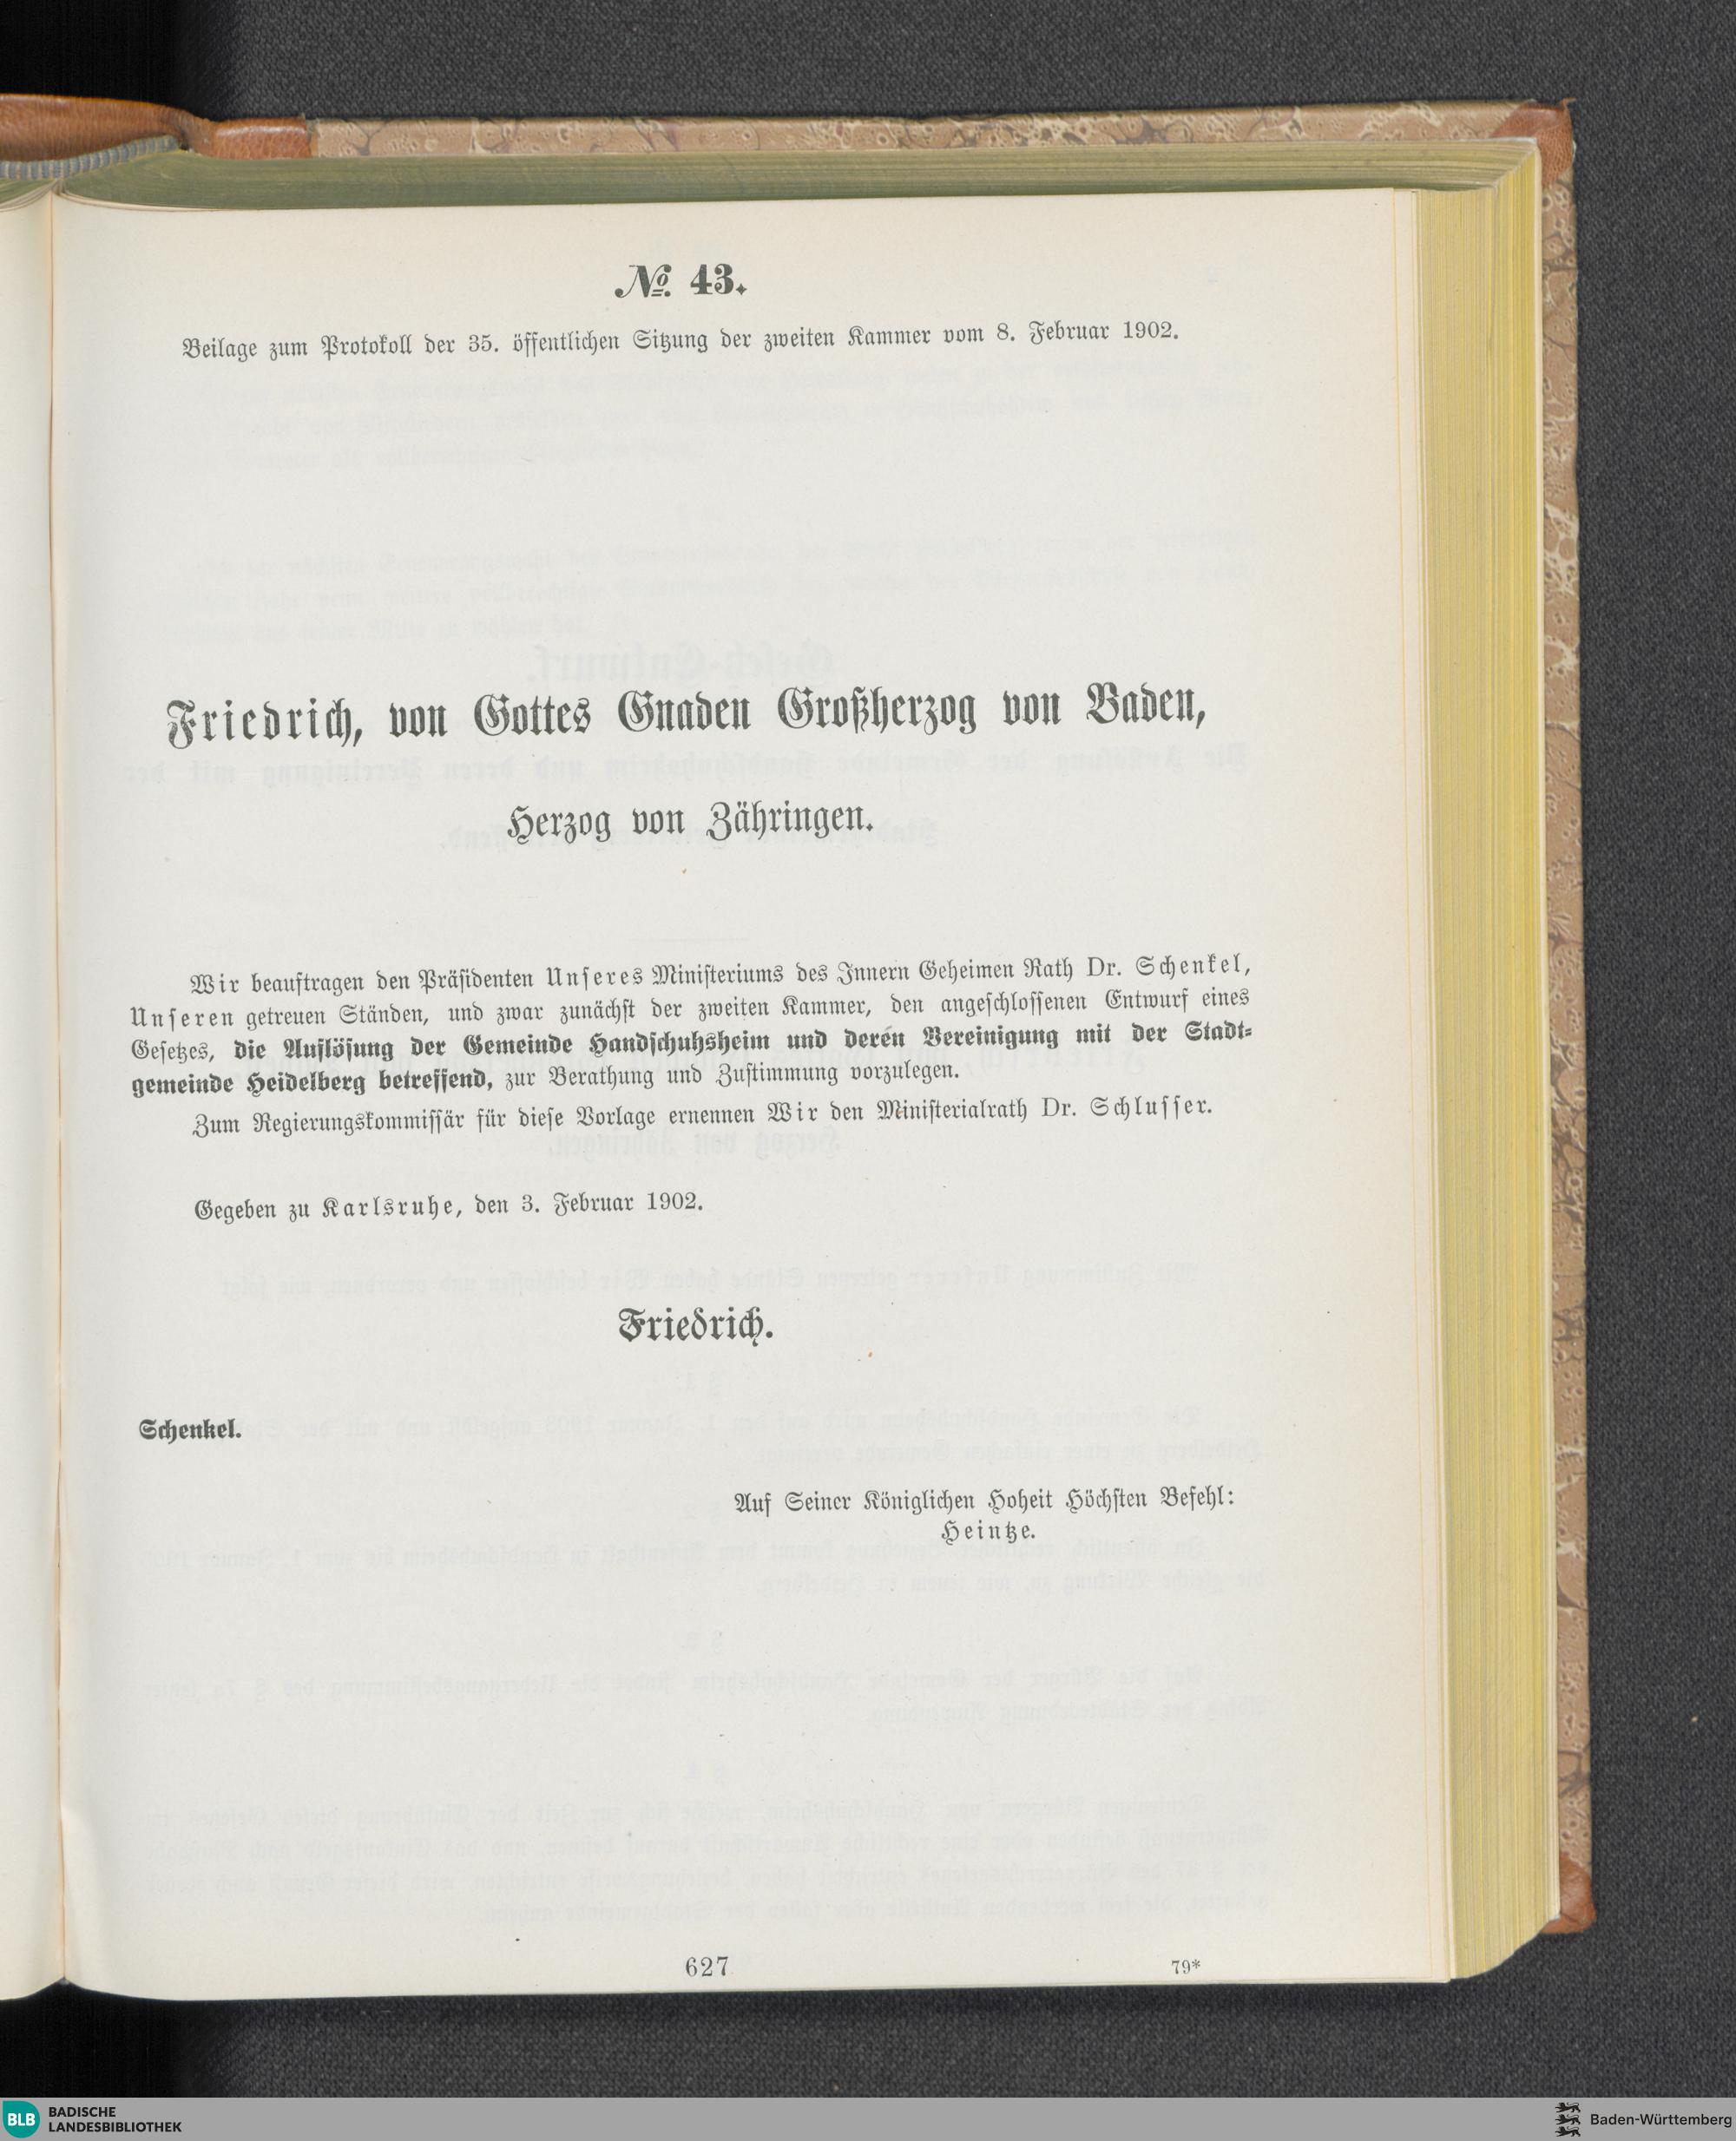 № 43.
Beilage zum Protokoll der 35. öffentlichen Sitzung der zweiten Kammer vom 8. Februar 1902.
Friedrich, von Gottes Gnaden Großherzog von Baden,
Herzog von Zähringen.
Wir beauftragen den Präsidenten Unseres Ministeriums des Innern Geheimen Rath Dr. Schenkel,
Unseren getreuen Ständen, und zwar zunächst der zweiten Kammer, den angeschlossenen Entwurf eines
Gesetzes, die Auflösung der Gemeinde Handschuhsheim und deren Vereinigung mit der Stadt-
gemeinde Heidelberg betreffend, zur Berathung und Zustimmung vorzulegen.
Zum Regierungskommissär für diese Vorlage ernennen Wir den Ministerialrath Dr. Schlusser.
Gegeben zu Karlsruhe, den 3. Februar 1902.
Friedrich.
Schenkel.
Auf Seiner Königlichen Hoheit Höchsten Befehl:
Heintze.
627
79*
BLB BADISCHE
LANDESBIBLIOTHEK
Baden-Württemberg